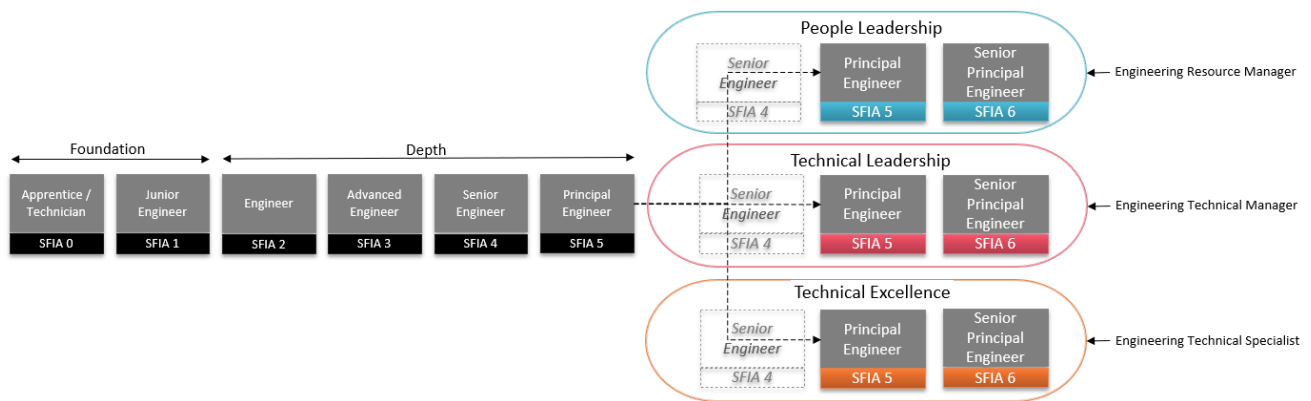 Foundation
Depth
Apprentice /
Technician
SFIA 0
Junior
Engineer
SFIA 1
Engineer
SFIA 2
Advanced
Engineer
SFIA 3
Senior
Engineer
SFIA 4
Principal
Engineer
SFIA 5
People Leadership
Senior
Engineer
SFIA 4
Principal
Engineer
SFIA 5
Senior
Principal
Engineer
SFIA 6
Engineering Resource Manager
Technical Leadership
Senior
Engineer
SFIA 4
Principal
Engineer
SFIA 5
Senior
Principal
Engineer
SFIA 6
Engineering Technical Manager
Technical Excellence
Senior
Engineer
SFIA 4
Principal
Engineer
SFIA 5
Senior
Principal
Engineer
SFIA 6
Engineering Technical Specialist